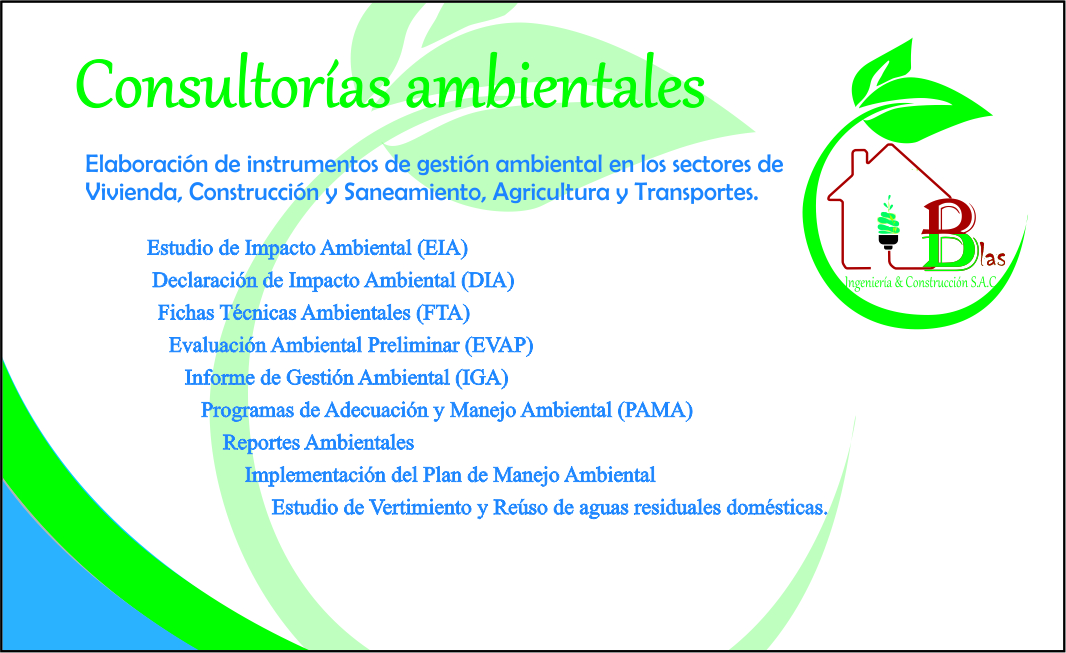 Consultorías ambientales
Elaboración de instrumentos de gestión ambiental en los sectores de
Vivienda, Construcción y Saneamiento, Agricultura y Transportes.
Estudio de Impacto Ambiental (EIA)
Declaración de Impacto Ambiental (DIA)
Fichas Técnicas Ambientales (FTA)
Evaluación Ambiental Preliminar (EVAP)
Informe de Gestión Ambiental (IGA)
Programas de Adecuación y Manejo Ambiental (PAMA)
Reportes Ambientales
Implementación del Plan de Manejo Ambiental
Estudio de Vertimiento y Reúso de aguas residuales domésticas.
Blas
Ingeniería & Construcción S.A.C